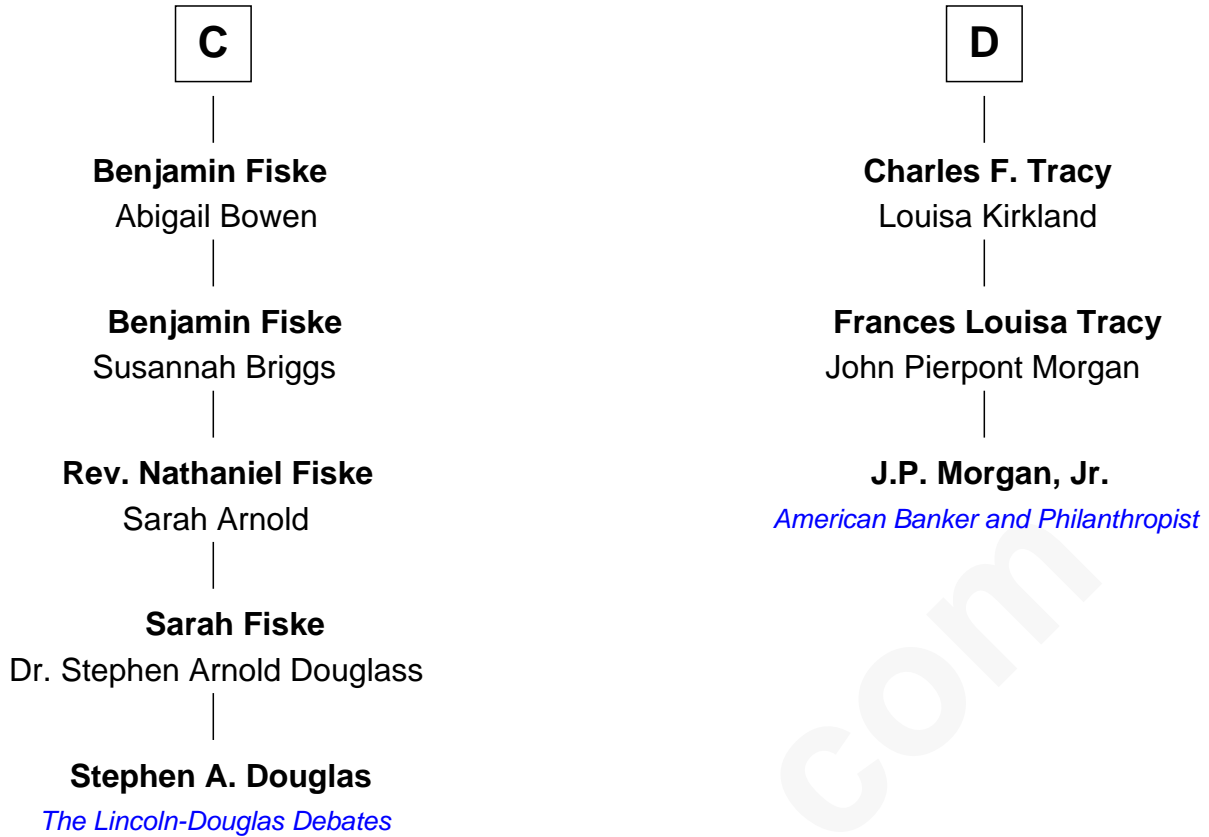 C
Benjamin Fiske
Abigail Bowen
Benjamin Fiske
Susannah Briggs
Rev. Nathaniel Fiske
Sarah Arnold
Sarah Fiske
Dr. Stephen Arnold Douglass
Stephen A. Douglas
The Lincoln-Douglas Debates
D
Charles F. Tracy
Louisa Kirkland
Frances Louisa Tracy
John Pierpont Morgan
J.P. Morgan, Jr.
American Banker and Philanthropist
com